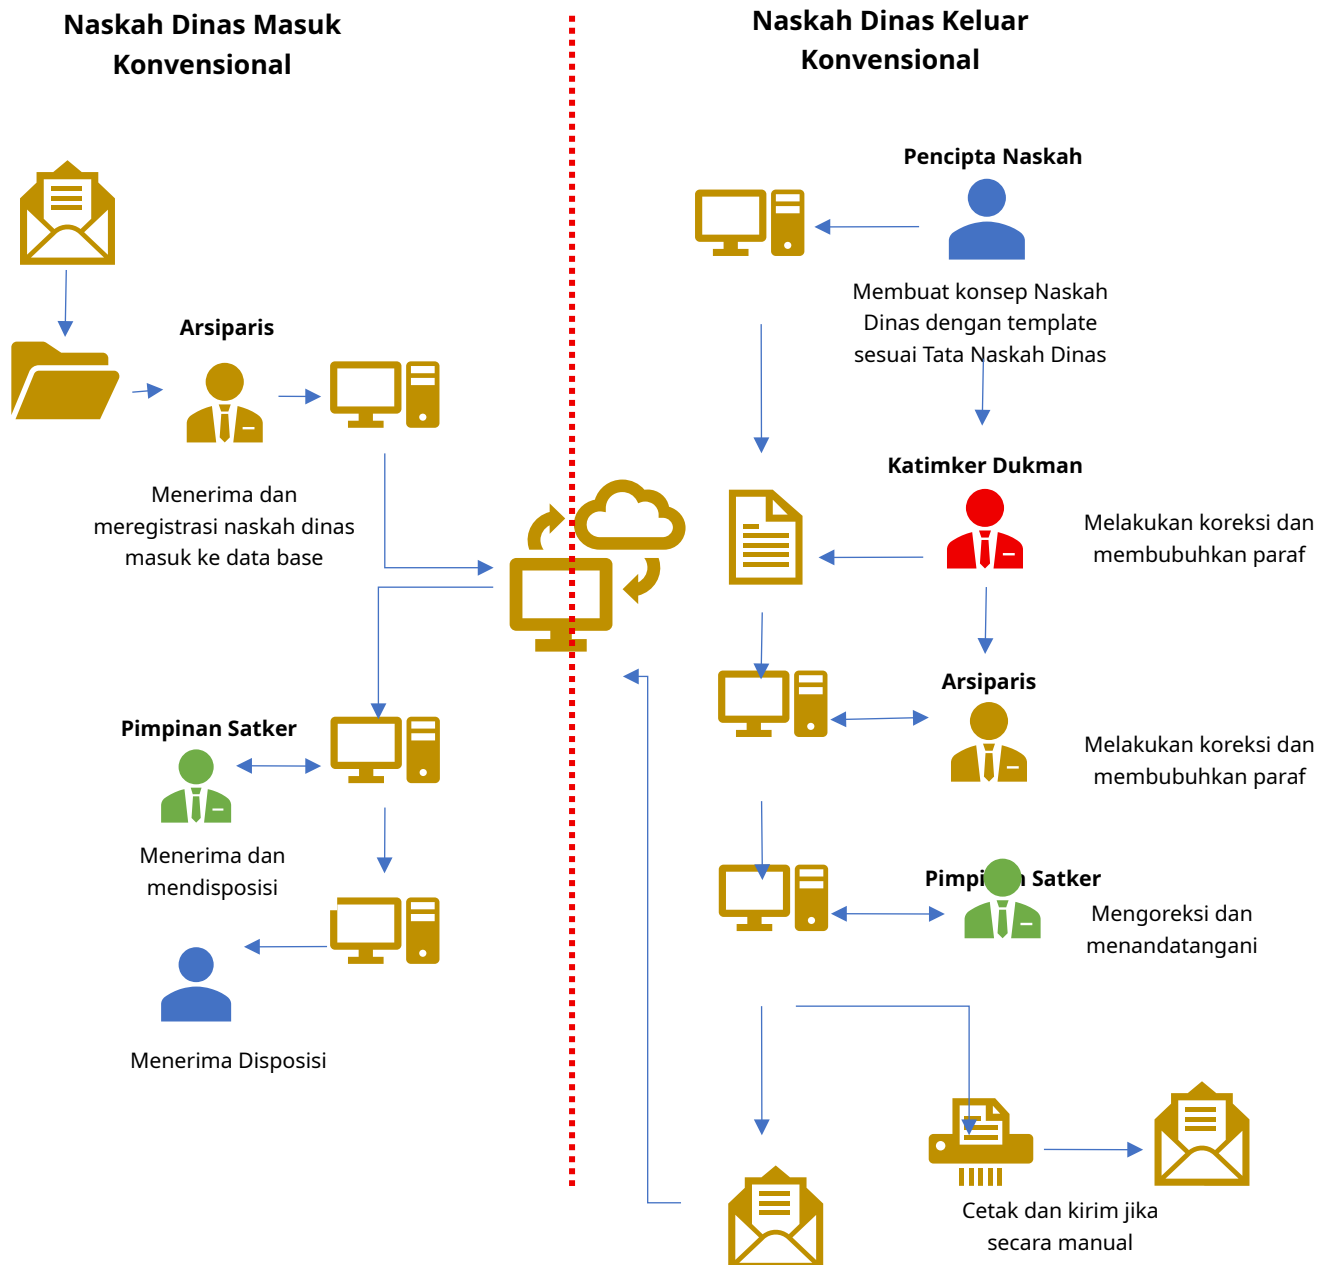 Naskah Dinas Masuk
Konvensional
Arsiparis
Menerima dan
meregistrasi naskah dinas
masuk ke data base
Pimpinan Satker
Menerima dan
mendisposisi
Menerima Disposisi
Naskah Dinas Keluar
Konvensional
Pencipta Naskah
Membuat konsep Naskah
Dinas dengan template
sesuai Tata Naskah Dinas
Katimker Dukman
Melakukan koreksi dan
membubuhkan paraf
Arsiparis
Melakukan koreksi dan
membubuhkan paraf
Pimpinan Satker
Mengoreksi dan
menandatangani
Cetak dan kirim jika
secara manual